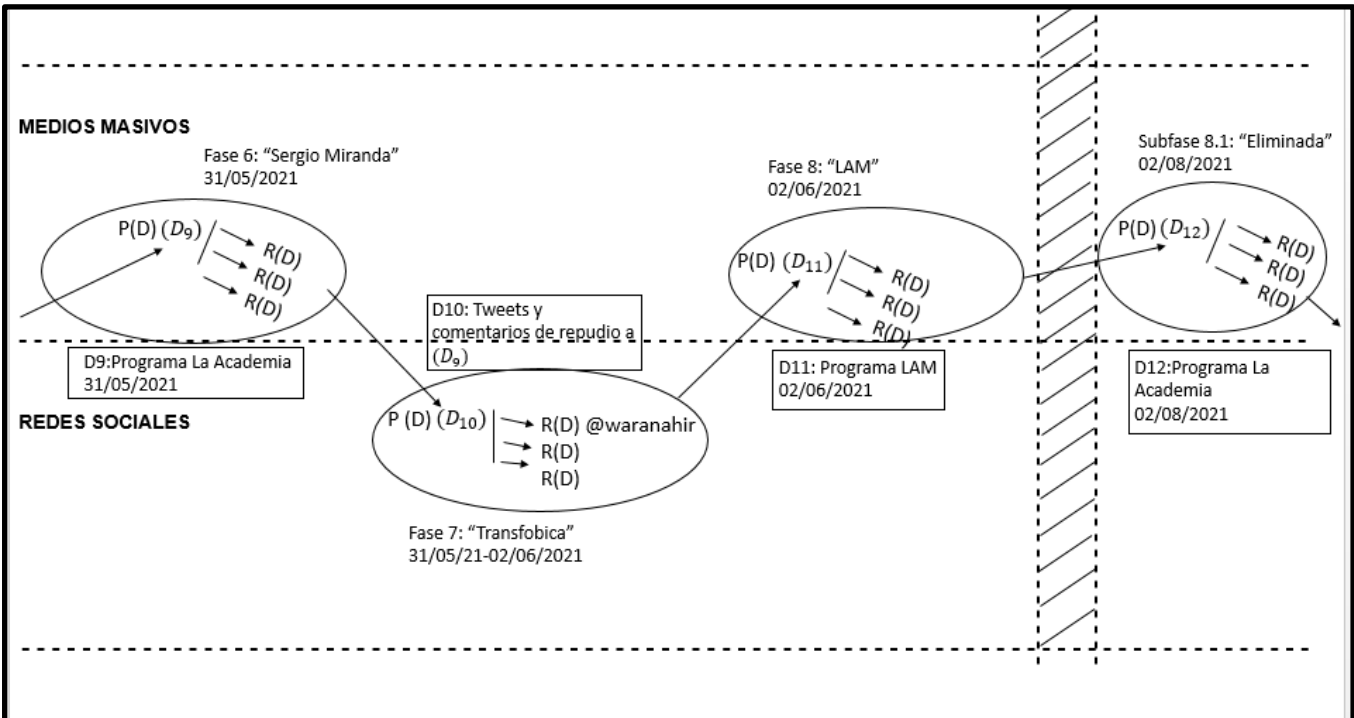 MEDIOS MASIVOS
Fase 6: “Sergio Miranda”
31/05/2021
P(D) (D₉)
R(D)
R(D)
R(D)
D9:Programa La Academia
31/05/2021
REDES SOCIALES
D10: Tweets y
comentarios de repudio a
(D₉)
P (D) (D₁₀)
R(D) @waranahir
R(D)
R(D)
Fase 7: “Transfobica”
31/05/21-02/06/2021
Fase 8: “LAM”
02/06/2021
P(D) (D₁₁)
R(D)
R(D)
R(D)
D11: Programa LAM
02/06/2021
Subfase 8.1: “Eliminada”
02/08/2021
P(D) (D₁₂)
R(D)
R(D)
R(D)
D12:Programa La
Academia
02/08/2021